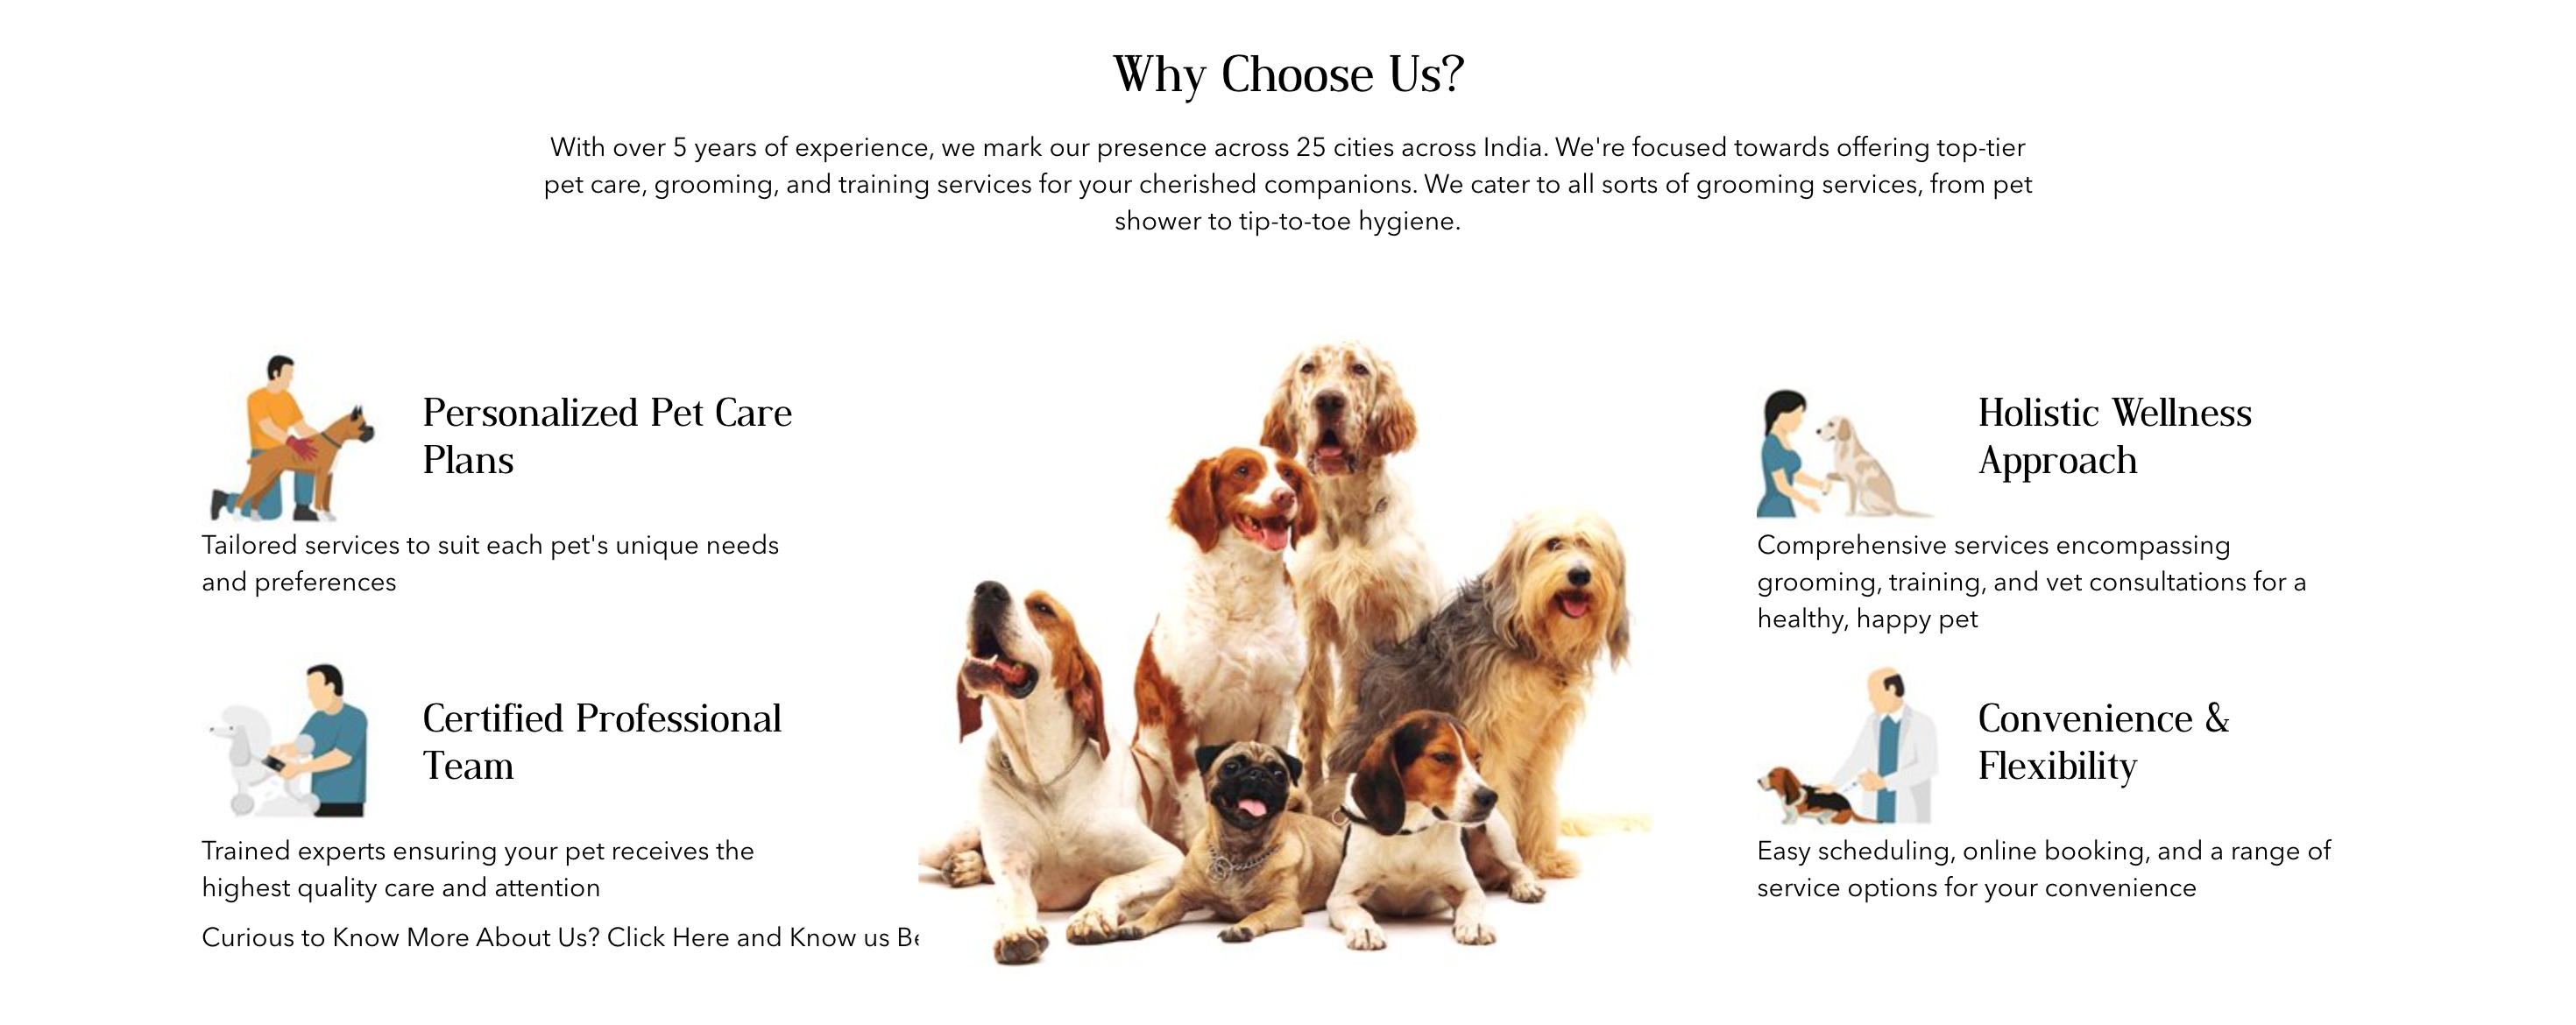 Why Choose Us?
With over 5 years of experience, we mark our presence across 25 cities across India. We're focused towards offering top-tier
pet care, grooming, and training services for your cherished companions. We cater to all sorts of grooming services, from pet
shower to tip-to-toe hygiene.
Personalized Pet Care
Plans
Tailored services to suit each pet's unique needs
and preferences
Certified Professional
Team
Trained experts ensuring your pet receives the
highest quality care and attention
Curious to Know More About Us? Click Here and Know us
Holistic Wellness
Approach
Comprehensive services encompassing
grooming, training, and vet consultations for a
healthy, happy pet
Convenience &
Flexibility
Easy scheduling, online booking, and a range of
service options for your convenience